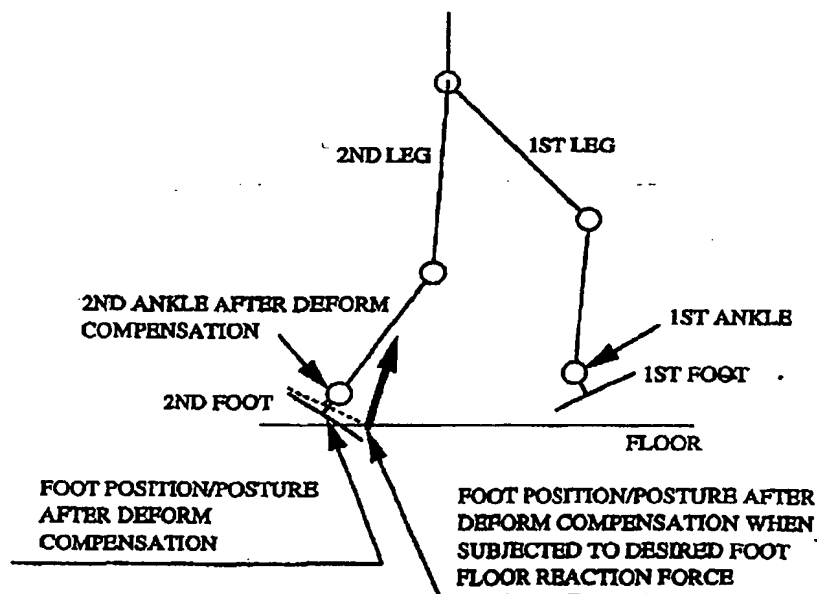 2ND LEG
1ST LEG
2ND ANKLE AFTER DEFORM
COMPENSATION
1ST ANKLE
1ST FOOT
2ND FOOT
FLOOR
FOOT POSITION/POSTURE
AFTER DEFORM
COMPENSATION
FOOT POSITION/POSTURE AFTER
DEFORM COMPENSATION WHEN
SUBJECTED TO DESIRED FOOT
FLOOR REACTION FORCE